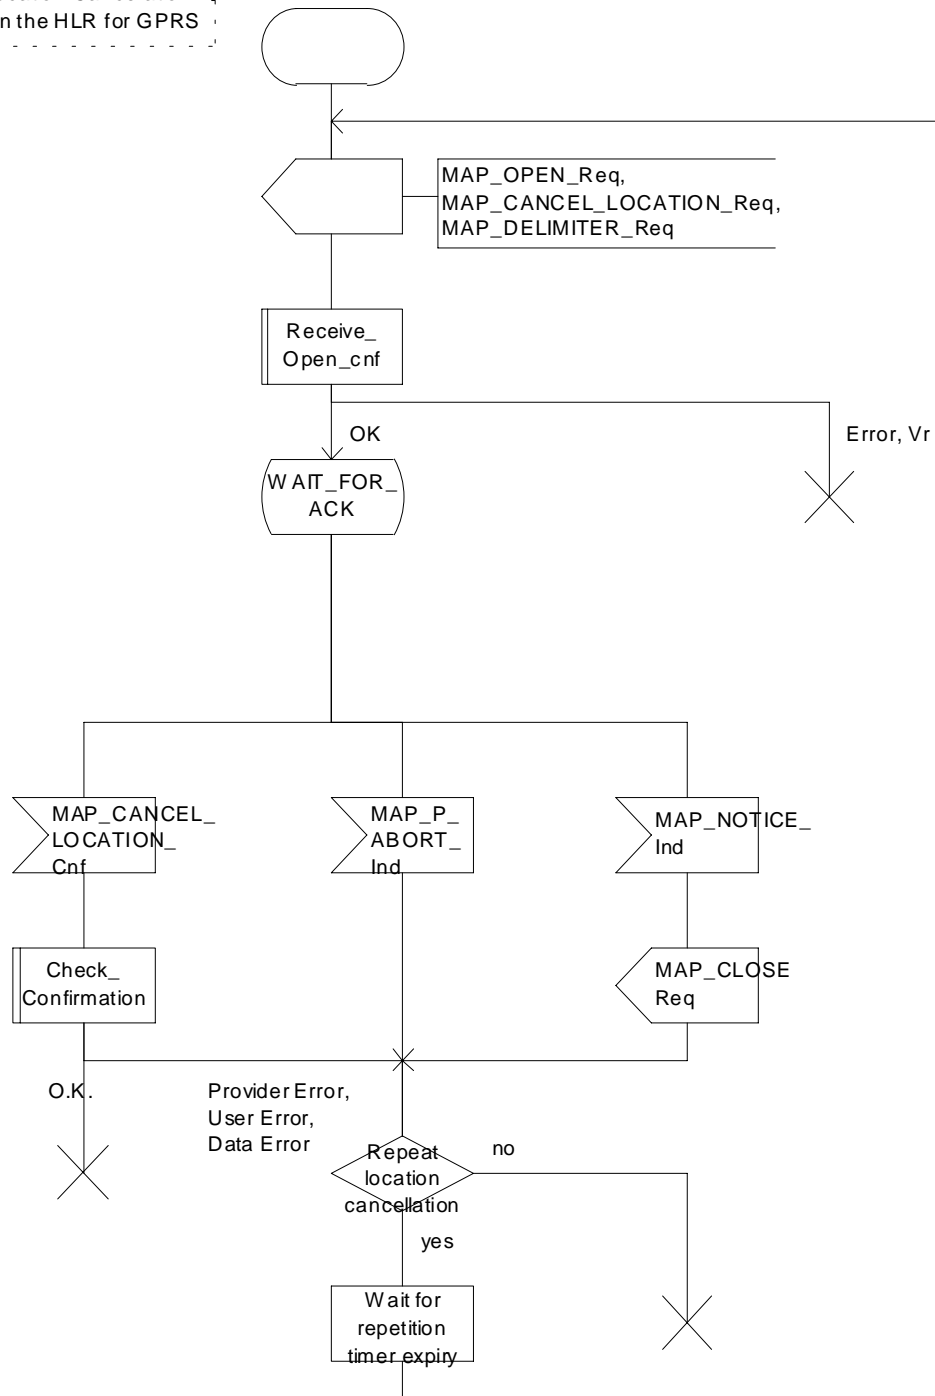 n the HLR for GPRS
MAP_OPEN_Req,
MAP_CANCEL_LOCATION_Req,
MAP_DELIMITER_Req
Receive_
Open_cnf
OK
Error, Vr
WAIT_FOR_
ACK
MAP_CANCEL_
LOCATION_
Cnf
MAP_P_
ABORT_
Ind
MAP_NOTICE_
Ind
Check_
Confirmation
MAP_CLOSE
Req
O.K.
Provider Error,
User Error,
Data Error
Repeat
location
cancellation
no
yes
Wait for
repetition
timer expiry